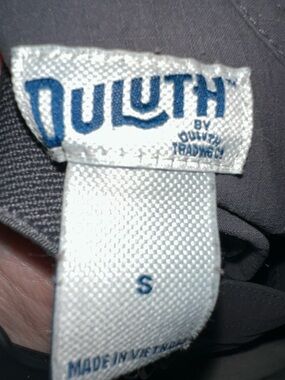 DULUTH™
BY
DULUTH
TRADING CO
S
MADE IN VIETNAM